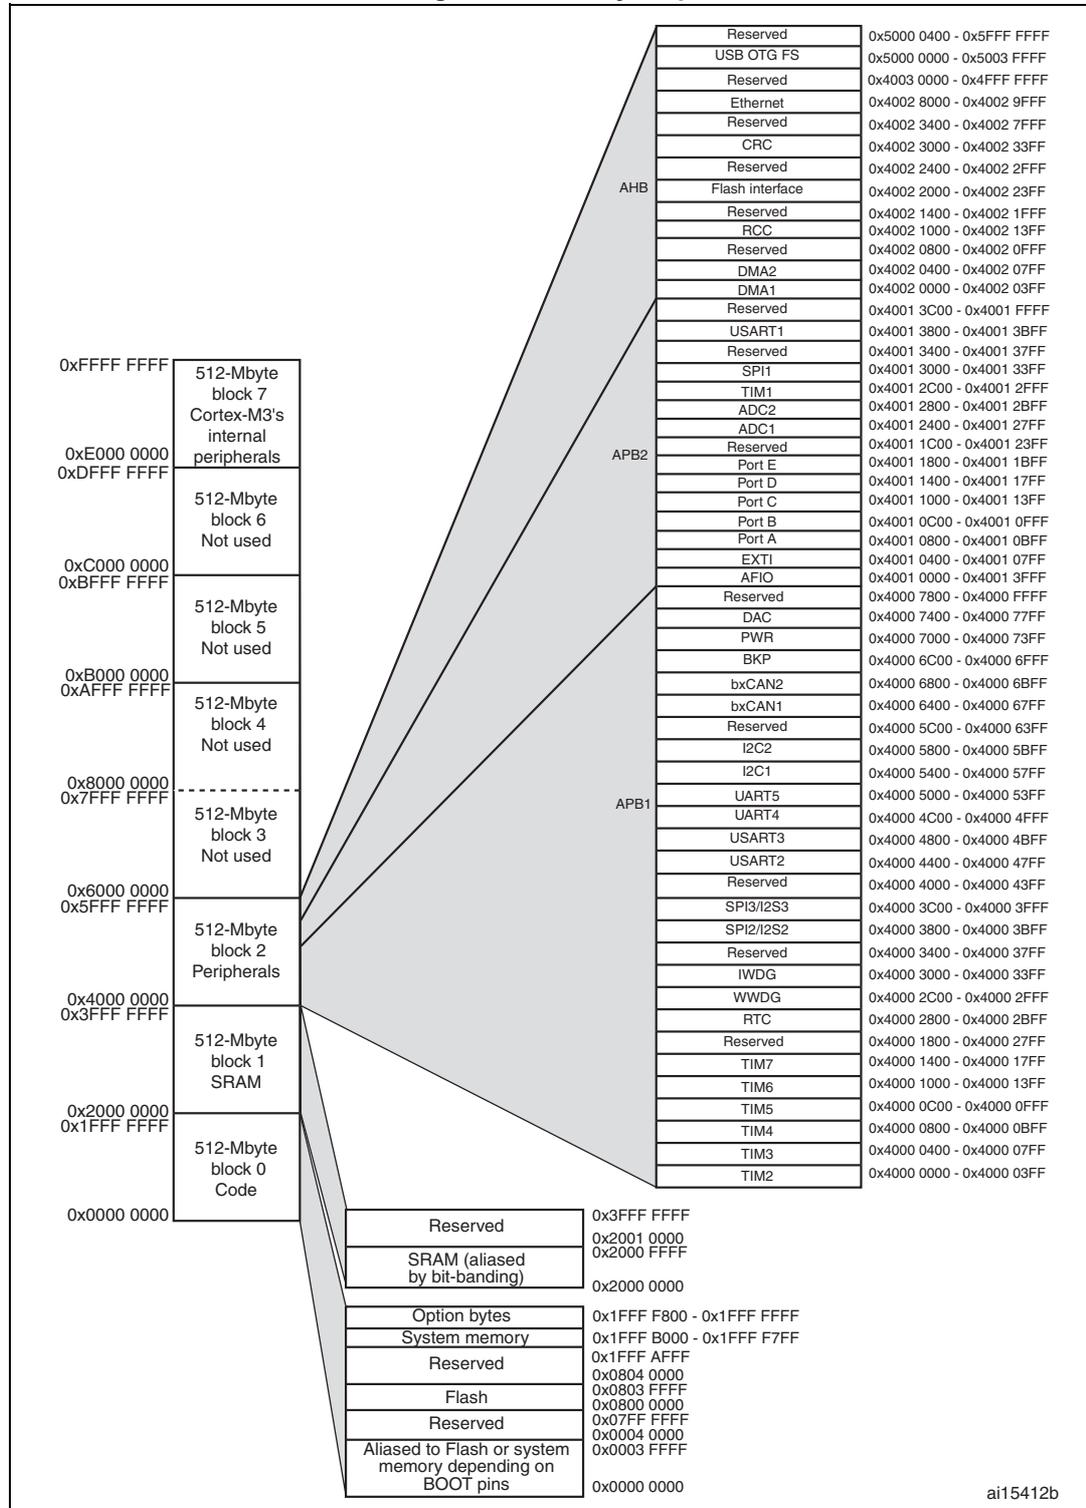 0xFFFF FFFF
512-Mbyte
block 7
Cortex-M3's
internal
peripherals
0xE000 0000
0xDFFF FFFF
512-Mbyte
block 6
Not used
0xC000 0000
0xBFFF FFFF
512-Mbyte
block 5
Not used
0xB000 0000
0xAFFF FFFF
512-Mbyte
block 4
Not used
0x8000 0000
0x7FFF FFFF
512-Mbyte
block 3
Not used
0x6000 0000
0x5FFF FFFF
512-Mbyte
block 2
Peripherals
0x4000 0000
0x3FFF FFFF
512-Mbyte
block 1
SRAM
0x2000 0000
0x1FFF FFFF
512-Mbyte
block 0
Code
0x0000 0000
AHB
Reserved 0x5000 0400 - 0x5FFF FFFF
USB OTG FS 0x5000 0000 - 0x5003 FFFF
Reserved 0x4003 0000 - 0x4FFF FFFF
Ethernet 0x4002 8000 - 0x4002 9FFF
Reserved 0x4002 3400 - 0x4002 7FFF
CRC 0x4002 3000 - 0x4002 33FF
Reserved 0x4002 2400 - 0x4002 2FFF
Flash interface 0x4002 2000 - 0x4002 23FF
Reserved 0x4002 1400 - 0x4002 1FFF
RCC 0x4002 1000 - 0x4002 13FF
Reserved 0x4002 0800 - 0x4002 0FFF
DMA2 0x4002 0400 - 0x4002 07FF
DMA1 0x4002 0000 - 0x4002 03FF
APB2
Reserved 0x4001 3C00 - 0x4001 FFFF
USART1 0x4001 3800 - 0x4001 3BFF
Reserved 0x4001 3400 - 0x4001 37FF
SPI1 0x4001 3000 - 0x4001 33FF
TIM1 0x4001 2C00 - 0x4001 2FFF
ADC2 0x4001 2800 - 0x4001 2BFF
ADC1 0x4001 2400 - 0x4001 27FF
Reserved 0x4001 1C00 - 0x4001 23FF
Port E 0x4001 1800 - 0x4001 1BFF
Port D 0x4001 1400 - 0x4001 17FF
Port C 0x4001 1000 - 0x4001 13FF
Port B 0x4001 0C00 - 0x4001 0FFF
Port A 0x4001 0800 - 0x4001 0BFF
EXTI 0x4001 0400 - 0x4001 07FF
AFIO 0x4001 0000 - 0x4001 3FFF
APB1
Reserved 0x4000 7800 - 0x4000 FFFF
DAC 0x4000 7400 - 0x4000 77FF
PWR 0x4000 7000 - 0x4000 73FF
BKP 0x4000 6C00 - 0x4000 6FFF
bxCAN2 0x4000 6800 - 0x4000 6BFF
bxCAN1 0x4000 6400 - 0x4000 67FF
Reserved 0x4000 5C00 - 0x4000 63FF
I2C2 0x4000 5800 - 0x4000 5BFF
I2C1 0x4000 5400 - 0x4000 57FF
UART5 0x4000 5000 - 0x4000 53FF
UART4 0x4000 4C00 - 0x4000 4FFF
USART3 0x4000 4800 - 0x4000 4BFF
USART2 0x4000 4400 - 0x4000 47FF
Reserved 0x4000 4000 - 0x4000 43FF
SPI3/I2S3 0x4000 3C00 - 0x4000 3FFF
SPI2/I2S2 0x4000 3800 - 0x4000 3BFF
Reserved 0x4000 3400 - 0x4000 37FF
IWDG 0x4000 3000 - 0x4000 33FF
WWDG 0x4000 2C00 - 0x4000 2FFF
RTC 0x4000 2800 - 0x4000 2BFF
Reserved 0x4000 1800 - 0x4000 27FF
TIM7 0x4000 1400 - 0x4000 17FF
TIM6 0x4000 1000 - 0x4000 13FF
TIM5 0x4000 0C00 - 0x4000 0FFF
TIM4 0x4000 0800 - 0x4000 0BFF
TIM3 0x4000 0400 - 0x4000 07FF
TIM2 0x4000 0000 - 0x4000 03FF
Reserved
0x3FFF FFFF
0x2001 0000
0x2000 FFFF
SRAM (aliased
by bit-banding)
0x2000 0000
Option bytes 0x1FFF F800 - 0x1FFF FFFF
System memory 0x1FFF B000 - 0x1FFF F7FF
Reserved
0x1FFF AFFF
0x0804 0000
Flash
0x0803 FFFF
0x0800 0000
Reserved
0x07FF FFFF
0x0004 0000
Aliased to Flash or system
memory depending on
BOOT pins
0x0003 FFFF
0x0000 0000
ai15412b